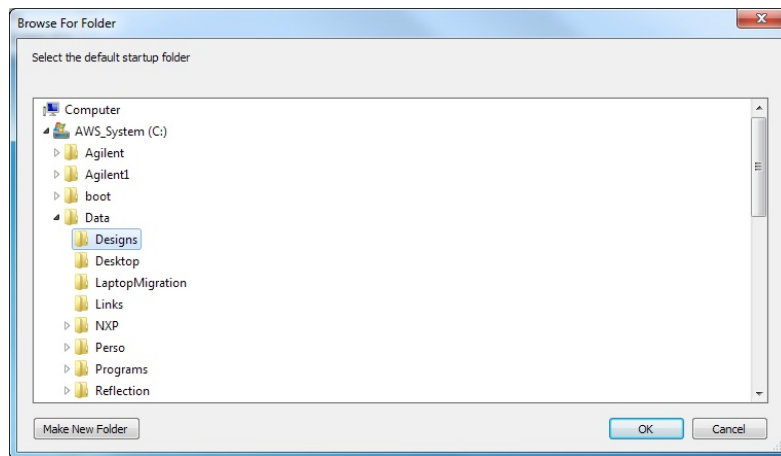 Browse For Folder
Select the default startup folder
Computer
AWS_System (C:)
Agilent
Agilent1
boot
Data
Designs
Desktop
LaptopMigration
Links
NXP
Perso
Programs
Reflection
Make New Folder
OK
Cancel